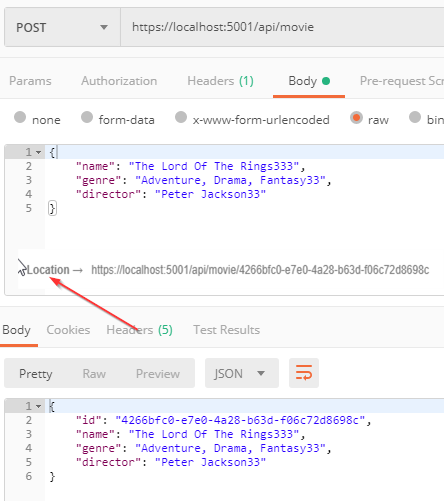 POST https://localhost:5001/api/movie
Params Authorization Headers (1) Body Pre-request Scr
none form-data x-www-form-urlencoded raw bin
1 {
2 "name": "The Lord Of The Rings333",
3 "genre": "Adventure, Drama, Fantasy33",
4 "director": "Peter Jackson33"
5 }
Location → https://localhost:5001/api/movie/4266bfc0-e7e0-4a28-b63d-f06c72d8698c
Body Cookies Headers (5) Test Results
Pretty Raw Preview JSON
1 {
2 "id": "4266bfc0-e7e0-4a28-b63d-f06c72d8698c",
3 "name": "The Lord Of The Rings333",
4 "genre": "Adventure, Drama, Fantasy33",
5 "director": "Peter Jackson33"
6 }